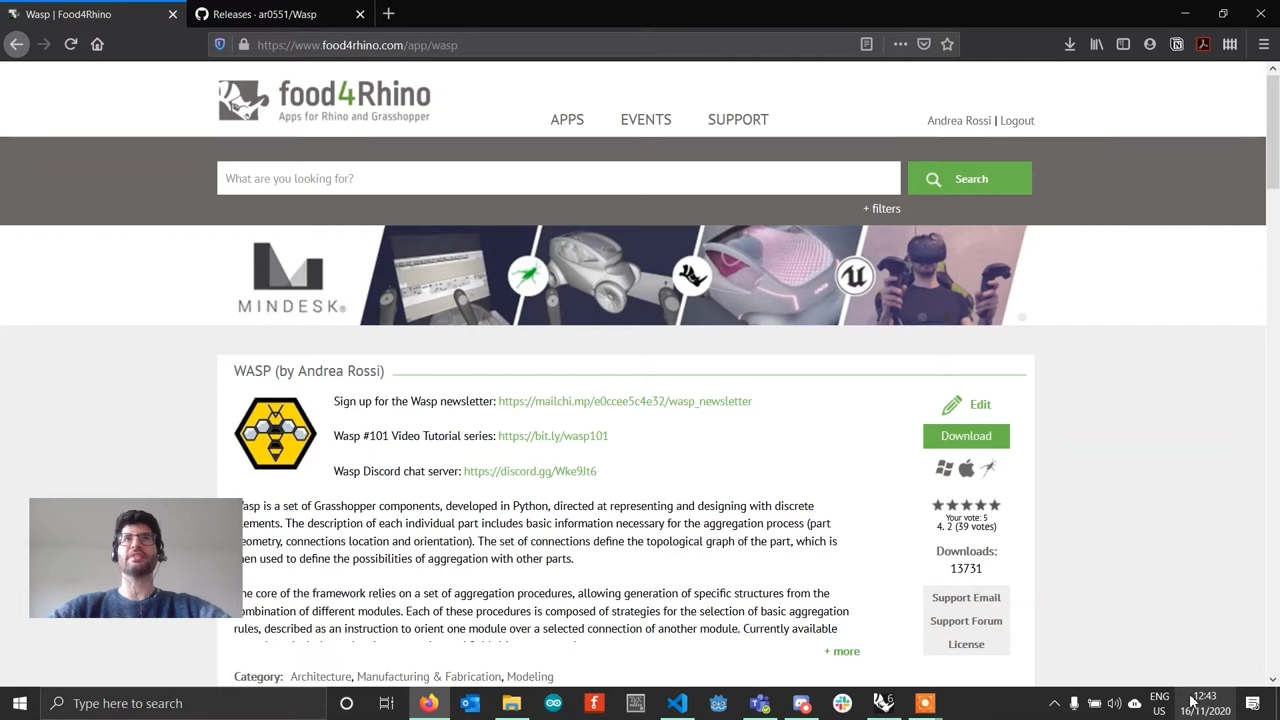 Wasp | Food4Rhino
Releases · ar0551/Wasp
https://www.food4rhino.com/app/wasp
food4Rhino
Apps for Rhino and Grasshopper
APPS EVENTS SUPPORT
Andrea Rossi | Logout
What are you looking for?
Search
+ filters
MINDESK®
WASP (by Andrea Rossi)
Sign up for the Wasp newsletter: https://mailchi.mp/e0ccee5c4e32/wasp_newsletter
Wasp #101 Video Tutorial series: https://bit.ly/wasp101
Wasp Discord chat server: https://discord.gg/Wke9Jt6
Edit
Download
Your vote: 5
4.2 (39 votes)
Downloads:
13731
Support Email
Support Forum
License
asp is a set of Grasshopper components, developed in Python, directed at representing and designing with discrete
lements. The description of each individual part includes basic information necessary for the aggregation process (part
eometry, connections location and orientation). The set of connections define the topological graph of the part, which is
en used to define the possibilities of aggregation with other parts.
e core of the framework relies on a set of aggregation procedures, allowing generation of specific structures from the
ombination of different modules. Each of these procedures is composed of strategies for the selection of basic aggregation
rules, described as an instruction to orient one module over a selected connection of another module. Currently available
+ more
Category: Architecture, Manufacturing & Fabrication, Modeling
Type here to search
ENG
US
12:43
16/11/2020